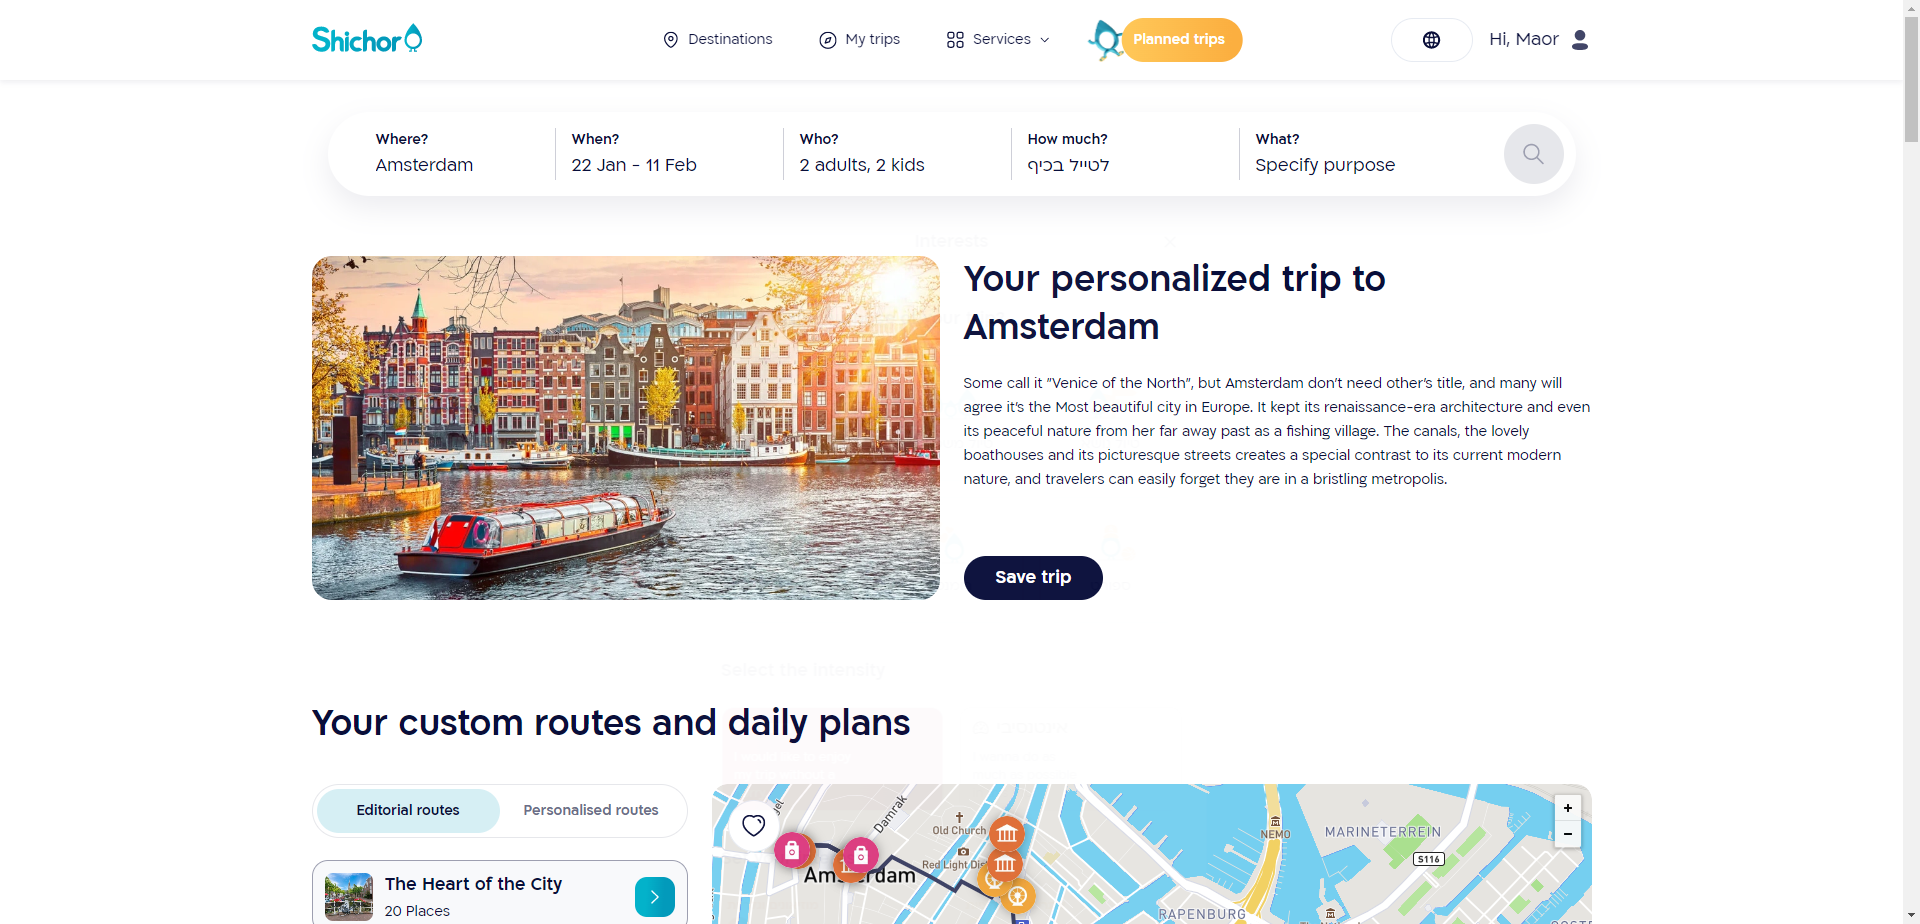 Shichor
Destinations
My trips
Services
Planned trips
Hi, Maor
Where?
Amsterdam
When?
22 Jan - 11 Feb
Who?
2 adults, 2 kids
How much?
לטייל בכיף
What?
Specify purpose
Interests
Your personalized trip to
Amsterdam
Some call it "Venice of the North", but Amsterdam don't need other's title, and many will
agree it's the Most beautiful city in Europe. It kept its renaissance-era architecture and even
its peaceful nature from her far away past as a fishing village. The canals, the lovely
boathouses and its picturesque streets creates a special contrast to its current modern
nature, and travelers can easily forget they are in a bristling metropolis.
Save trip
Select the intensity
Your custom routes and daily plans
Editorial routes
Personalised routes
The Heart of the City
20 Places
Damrak
Old Church
Red Light Dis
NEMO
MARINETERREIN
S116
+
−
RAPENBURG